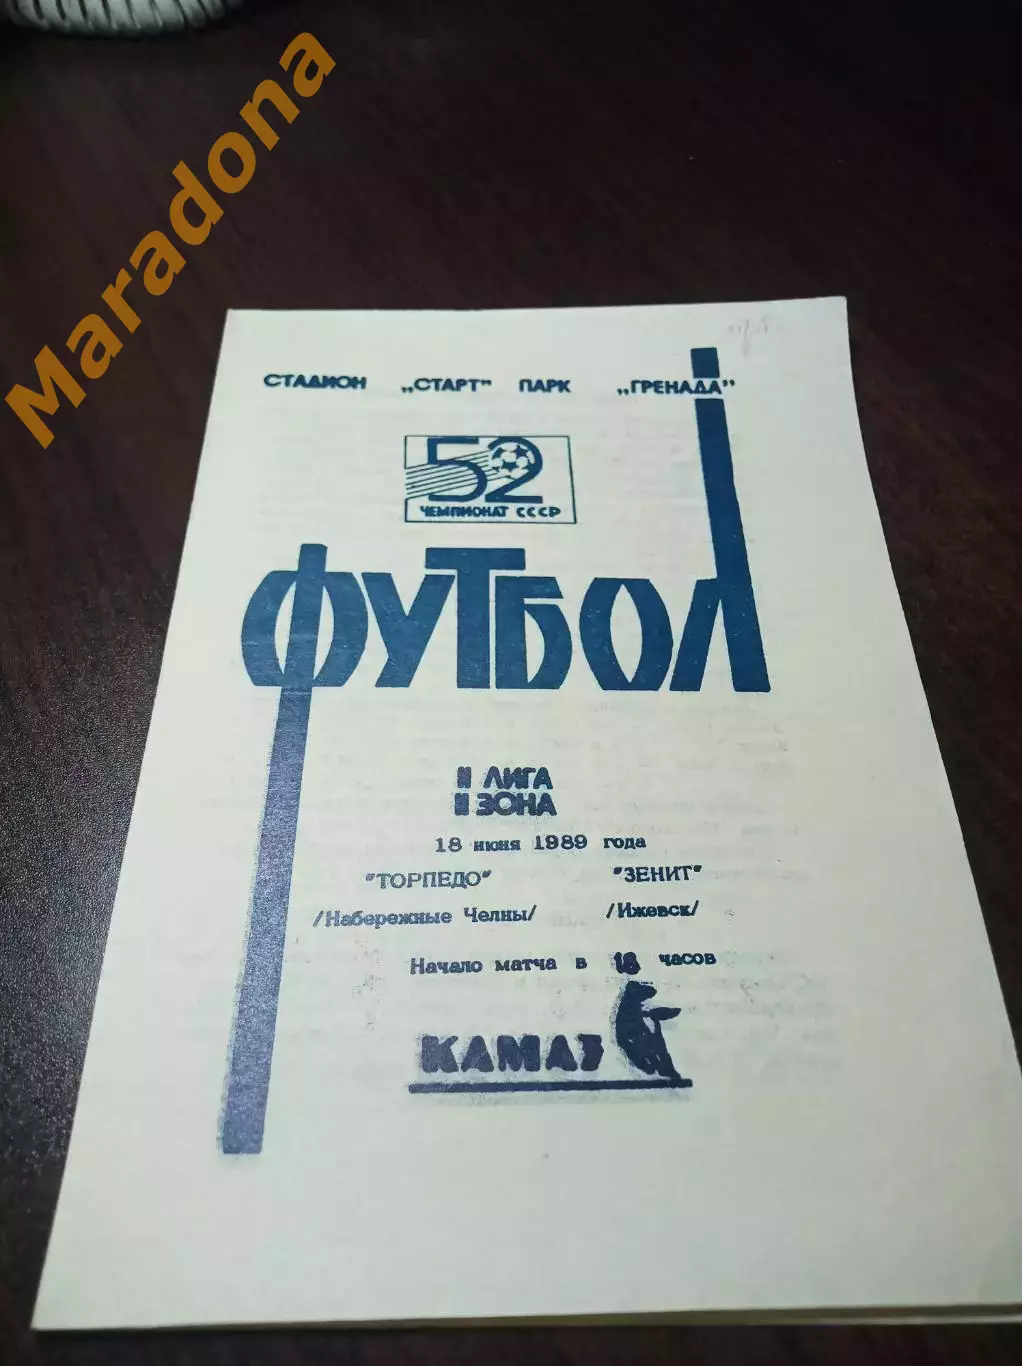 Maradona
СТАДИОН „СТАРТ" ПАРК „ГРЕНАДА"
52
ЧЕМПИОНАТ СССР
ФУТБОЛ
II ЛИГА
II ЗОНА
18 июня 1989 года
"ТОРПЕДО" "ЗЕНИТ"
/Набережные Челны/ /Ижевск/
Начало матча в 18 часов
КАМАЗ